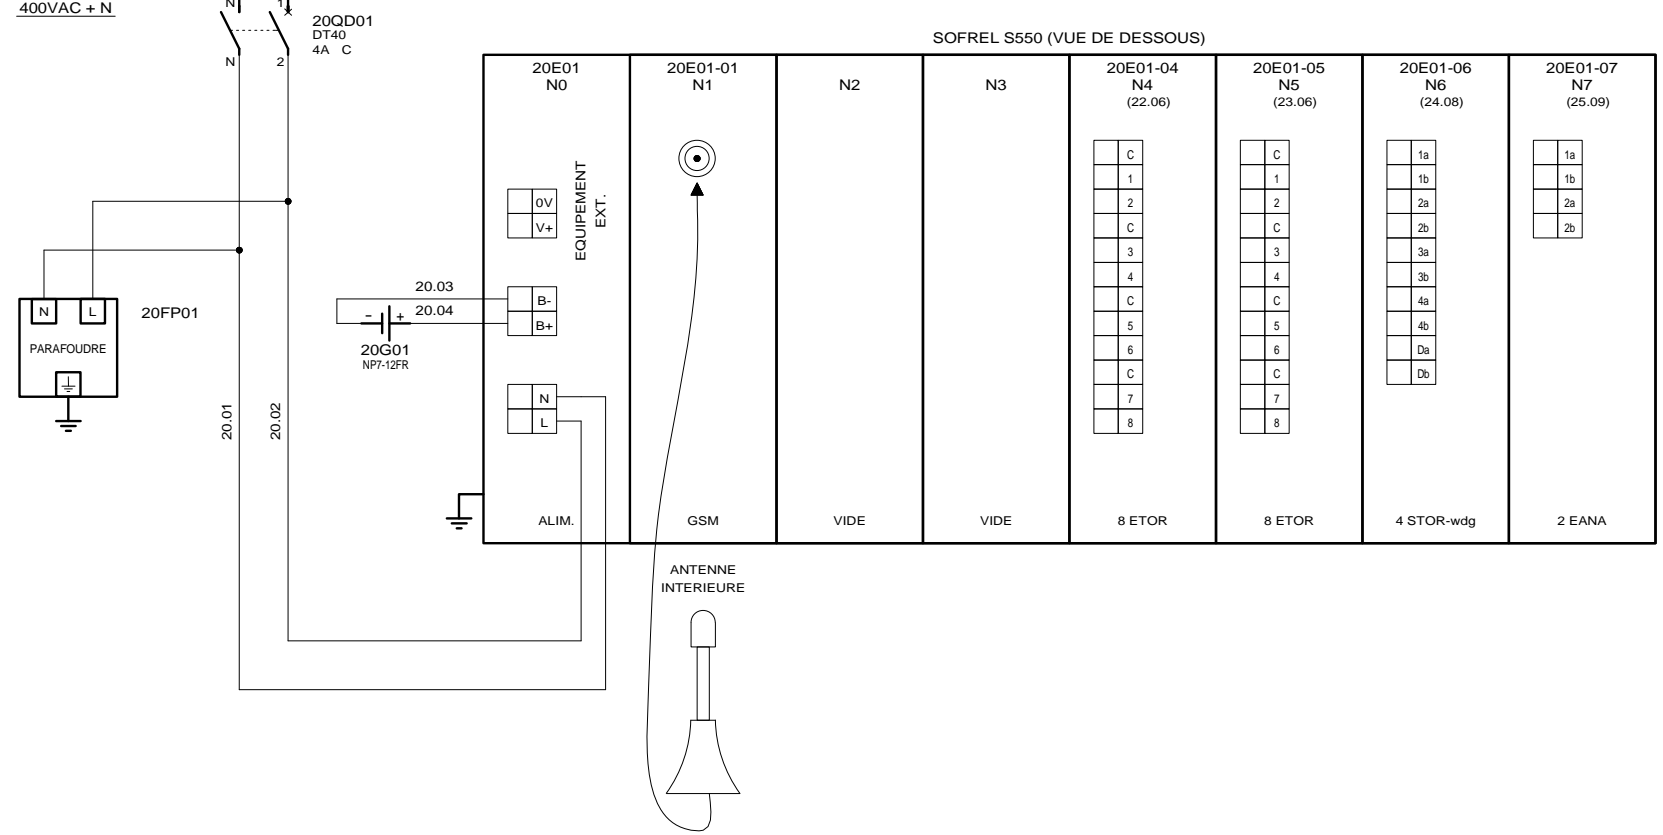 400VAC + N
N
1
20QD01
DT40
4A C
N
2
SOFREL S550 (VUE DE DESSOUS)
20E01
N0
20E01-01
N1
N2
N3
20E01-04
N4
(22.06)
20E01-05
N5
(23.06)
20E01-06
N6
(24.08)
20E01-07
N7
(25.09)
EQUIPEMENT
EXT.
0V
V+
B-
B+
N
L
C
1
2
C
3
4
C
5
6
C
7
8
C
1
2
C
3
4
C
5
6
C
7
8
1a
1b
2a
2b
3a
3b
4a
4b
Da
Db
1a
1b
2a
2b
20.03
20.04
- +
20G01
NP7-12FR
N
L
20FP01
PARAFOUDRE
20.01
20.02
ALIM.
GSM
VIDE
VIDE
8 ETOR
8 ETOR
4 STOR-wdg
2 EANA
ANTENNE
INTERIEURE